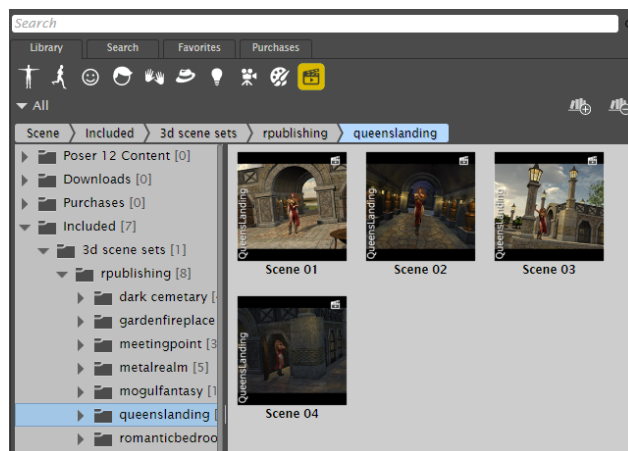 Search
Library Search Favorites Purchases
All
Scene Included 3d scene sets rpublishing queenslanding
Poser 12 Content [0]
Downloads [0]
Purchases [0]
Included [7]
3d scene sets [1]
rpublishing [8]
dark cemetary [
gardenfireplace
meetingpoint [3
metalrealm [5]
mogulfantasy [1
queenslanding [
romanticbedroo
QueensLanding
Scene 01
QueensLanding
Scene 02
QueensLanding
Scene 03
QueensLanding
Scene 04